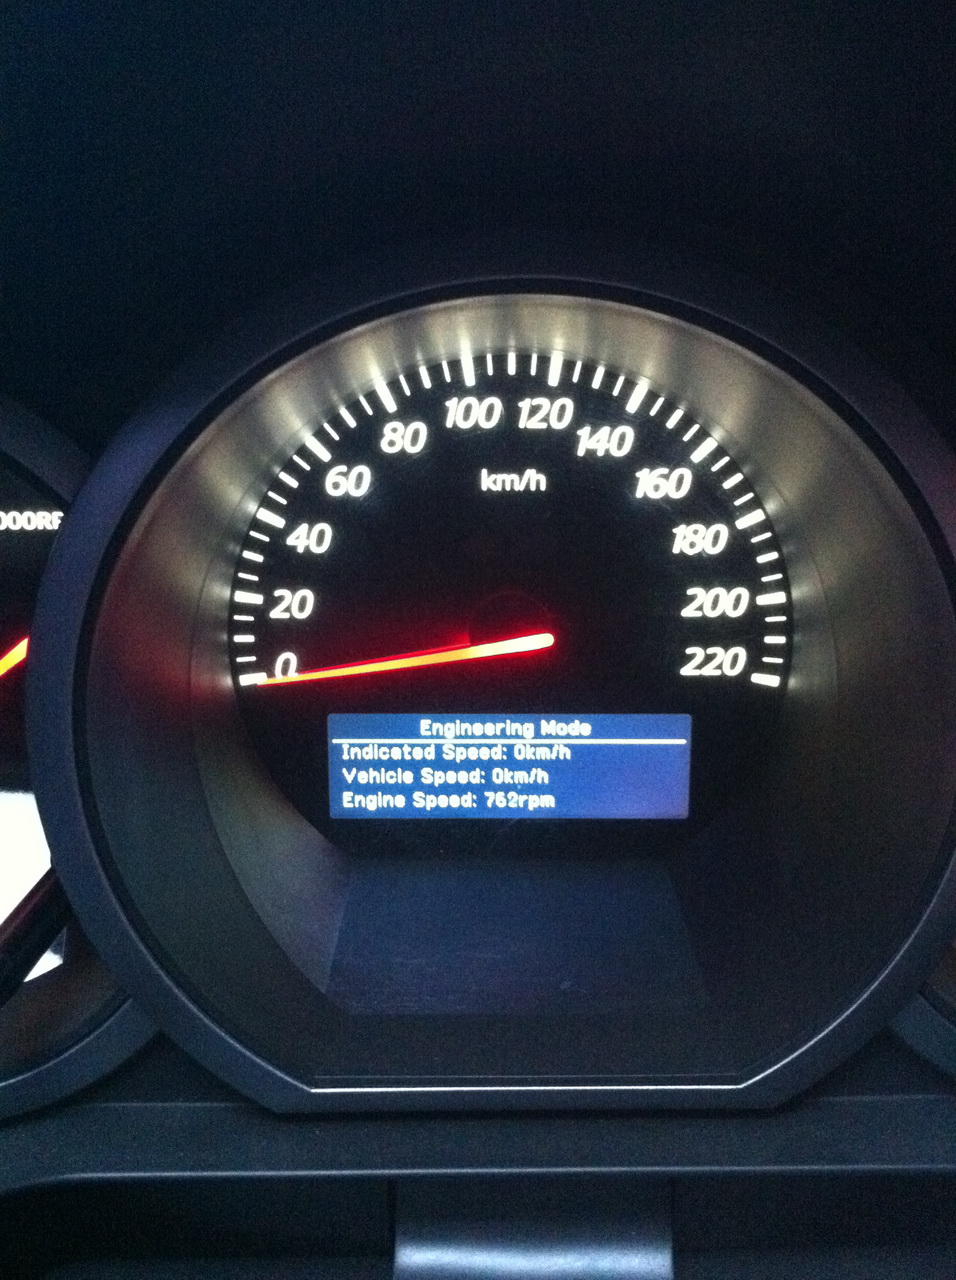 100 120
80 140
60 km/h 160
40 180
000RP
20 200
0 220
Engineering Mode
Indicated Speed: 0km/h
Vehicle Speed: 0km/h
Engine Speed: 762rpm